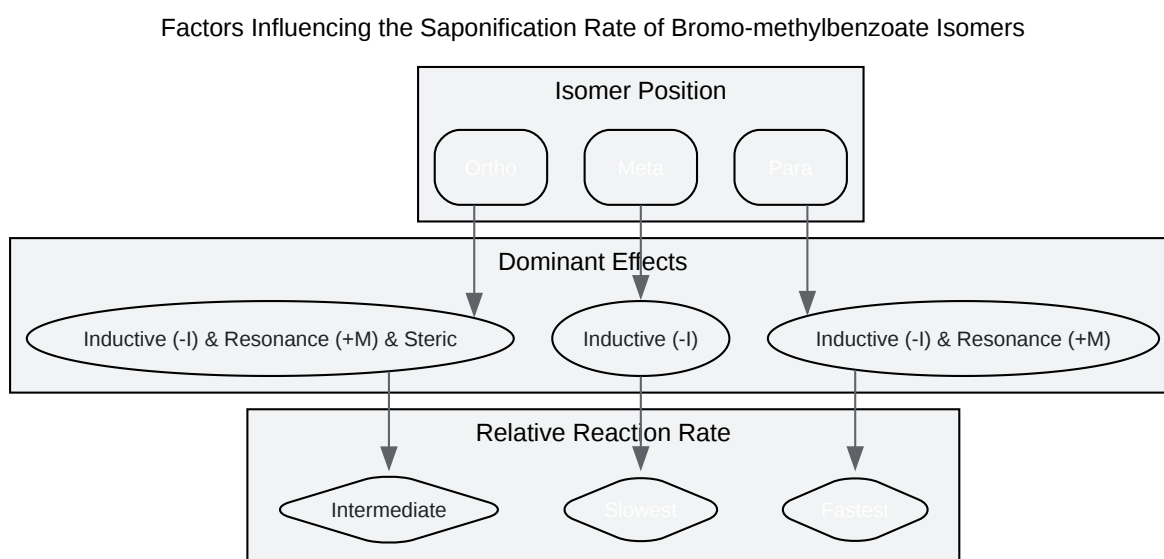 Factors Influencing the Saponification Rate of Bromo-methylbenzoate Isomers
Isomer Position
Ortho
Meta
Para
Dominant Effects
Inductive (-I) & Resonance (+M) & Steric
Inductive (-I)
Inductive (-I) & Resonance (+M)
Relative Reaction Rate
Intermediate
Slowest
Fastest